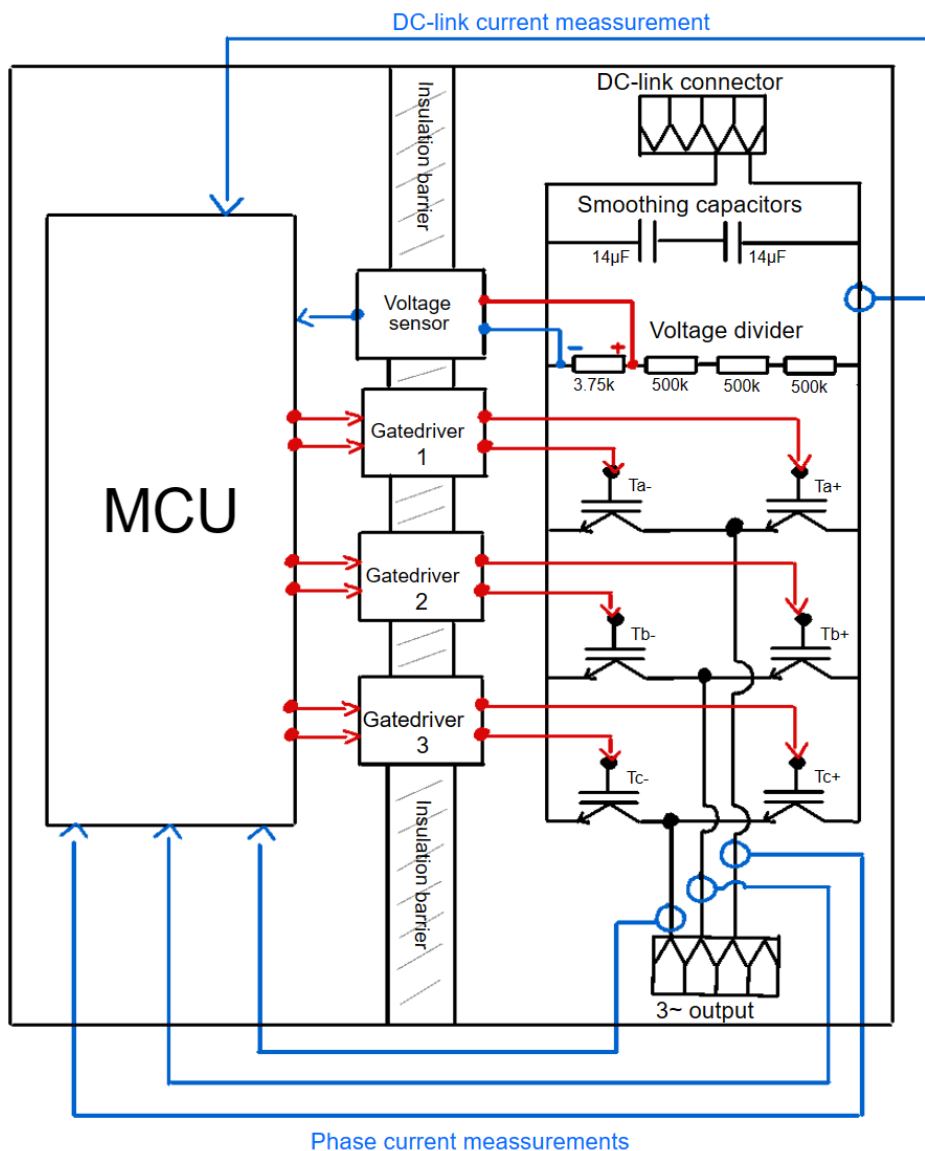 DC-link current meassurement
DC-link connector
Insulation barrier
Smoothing capacitors
14µF
14µF
Voltage
sensor
Voltage divider
-
+
3.75k
500k
500k
500k
Gatedriver
1
Ta-
Ta+
MCU
Gatedriver
2
Tb-
Tb+
Gatedriver
3
Tc-
Tc+
Insulation barrier
3~ output
Phase current meassurements